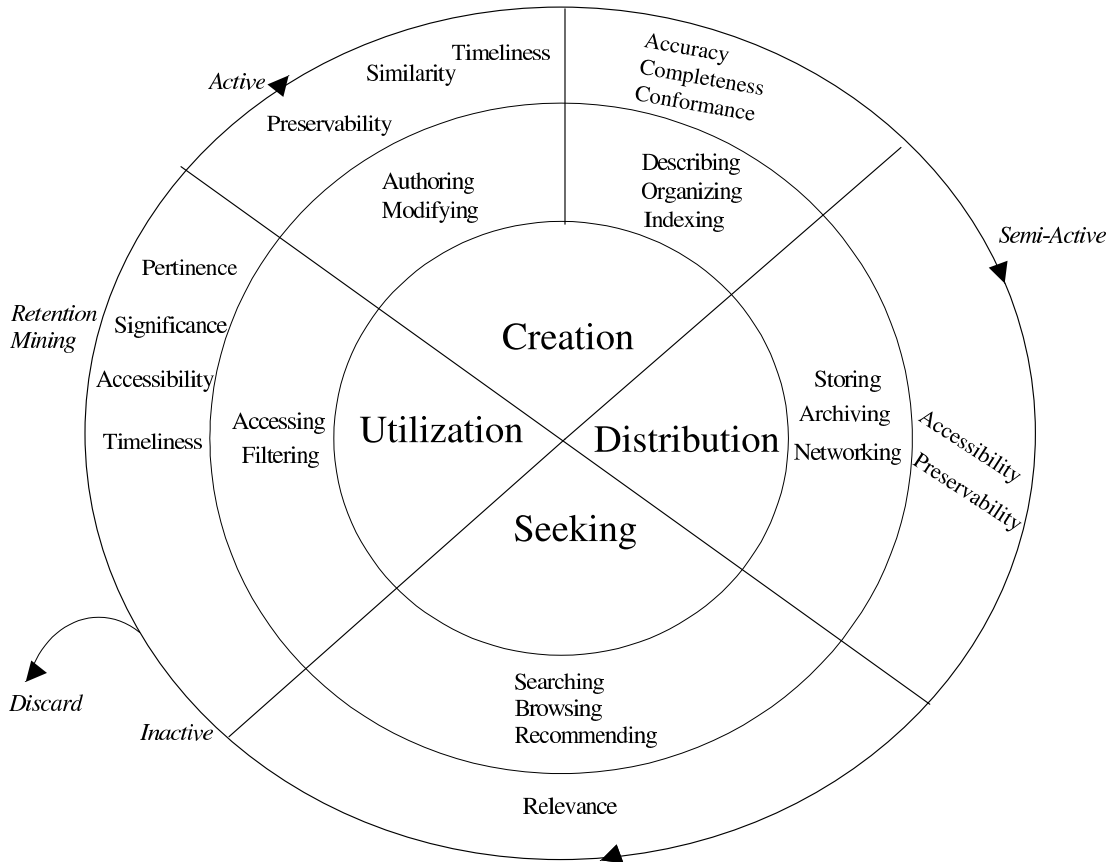 Timeliness
Similarity
Active
Preservability
Accuracy
Completeness
Conformance
Authoring
Modifying
Describing
Organizing
Indexing
Semi-Active
Pertinence
Retention
Mining
Significance
Accessibility
Timeliness
Creation
Accessing
Filtering
Utilization
Distribution
Storing
Archiving
Networking
Accessibility
Preservability
Seeking
Discard
Inactive
Searching
Browsing
Recommending
Relevance